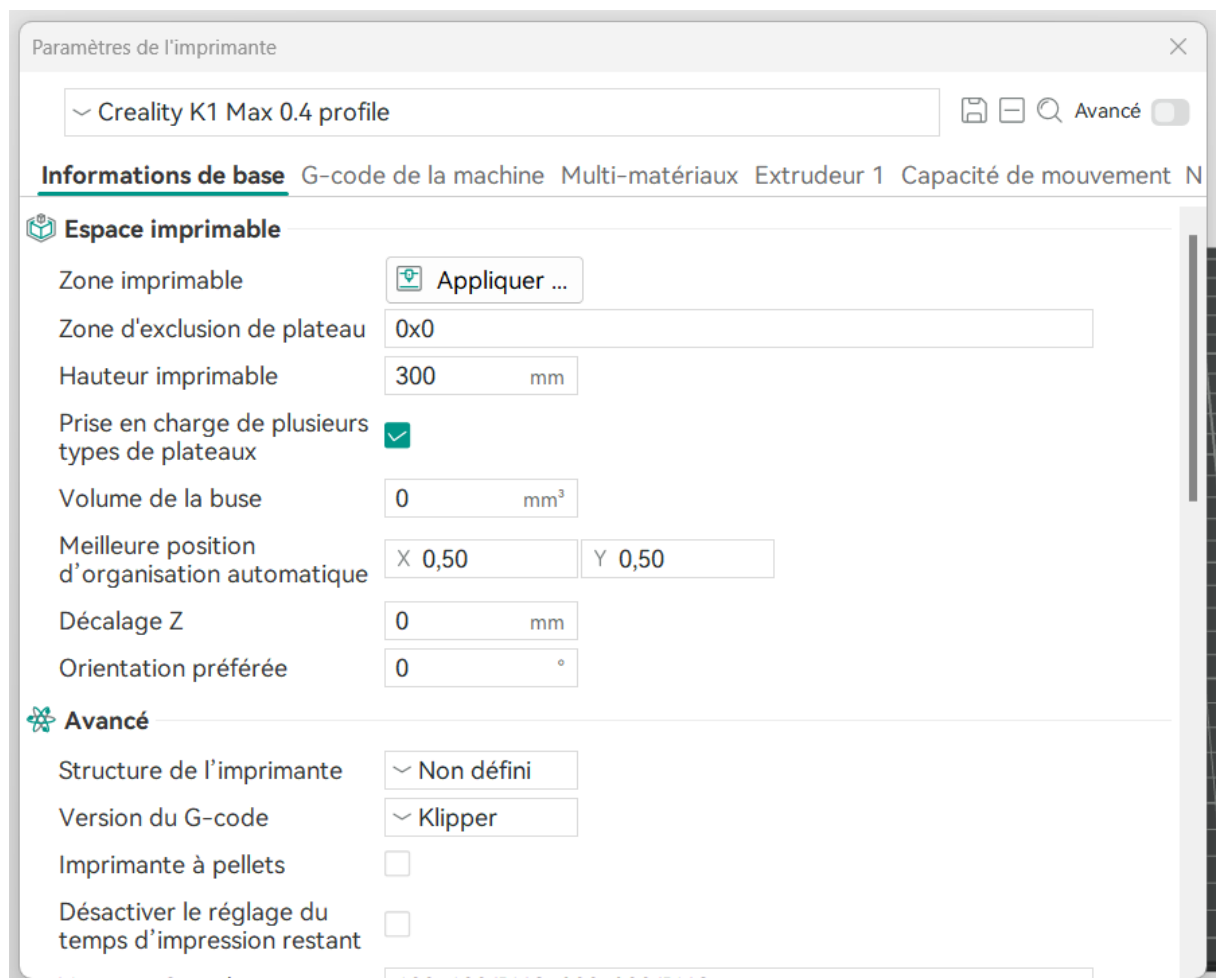 Paramètres de l'imprimante
Creality K1 Max 0.4 profile
Avancé
Informations de base G-code de la machine Multi-matériaux Extrudeur 1 Capacité de mouvement N
Espace imprimable
Zone imprimable Appliquer ...
Zone d'exclusion de plateau 0x0
Hauteur imprimable 300 mm
Prise en charge de plusieurs
types de plateaux
Volume de la buse 0 mm³
Meilleure position
d’organisation automatique X 0,50 Y 0,50
Décalage Z 0 mm
Orientation préférée 0 °
Avancé
Structure de l’imprimante Non défini
Version du G-code Klipper
Imprimante à pellets
Désactiver le réglage du
temps d’impression restant